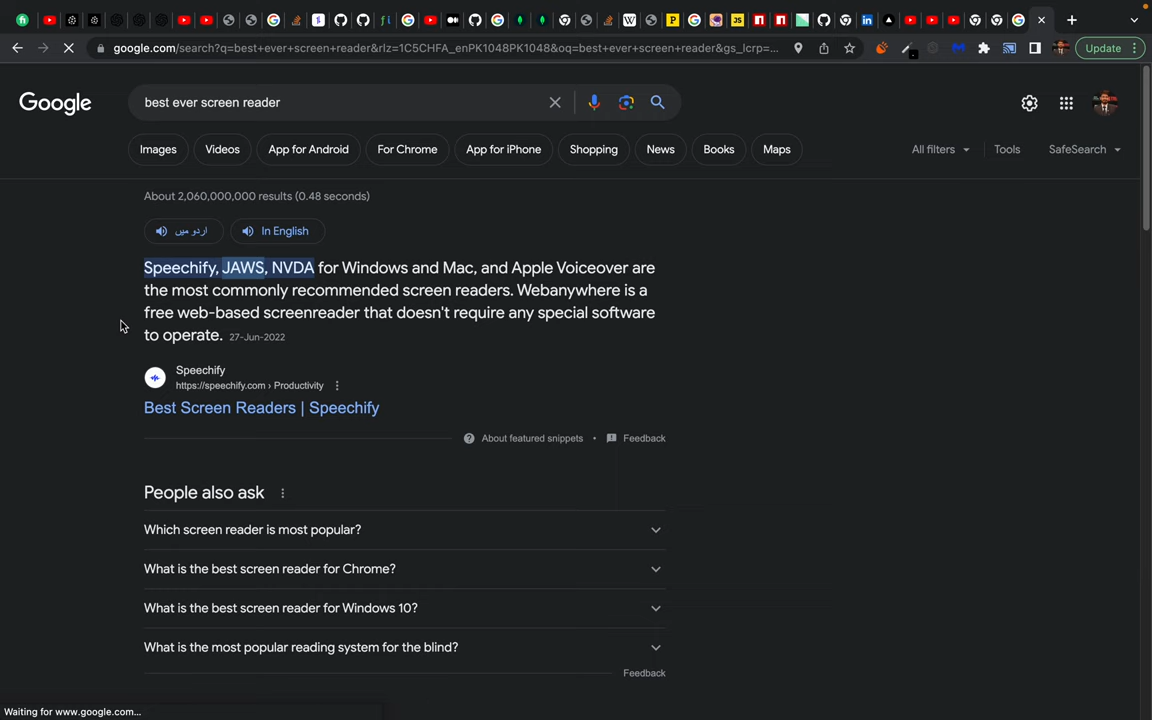 google.com/search?q=best+ever+screen+reader&rlz=1C5CHFA_enPK1048PK1048&oq=best+ever+screen+reader&gs_lcrp=...
Update
Google
best ever screen reader
Images
Videos
App for Android
For Chrome
App for iPhone
Shopping
News
Books
Maps
All filters
Tools
SafeSearch
About 2,060,000,000 results (0.48 seconds)
اردو میں
In English
Speechify, JAWS, NVDA for Windows and Mac, and Apple Voiceover are
the most commonly recommended screen readers. Webanywhere is a
free web-based screenreader that doesn't require any special software
to operate. 27-Jun-2022
Speechify
https://speechify.com › Productivity
Best Screen Readers | Speechify
About featured snippets • Feedback
People also ask
Which screen reader is most popular?
What is the best screen reader for Chrome?
What is the best screen reader for Windows 10?
What is the most popular reading system for the blind?
Feedback
Waiting for www.google.com...